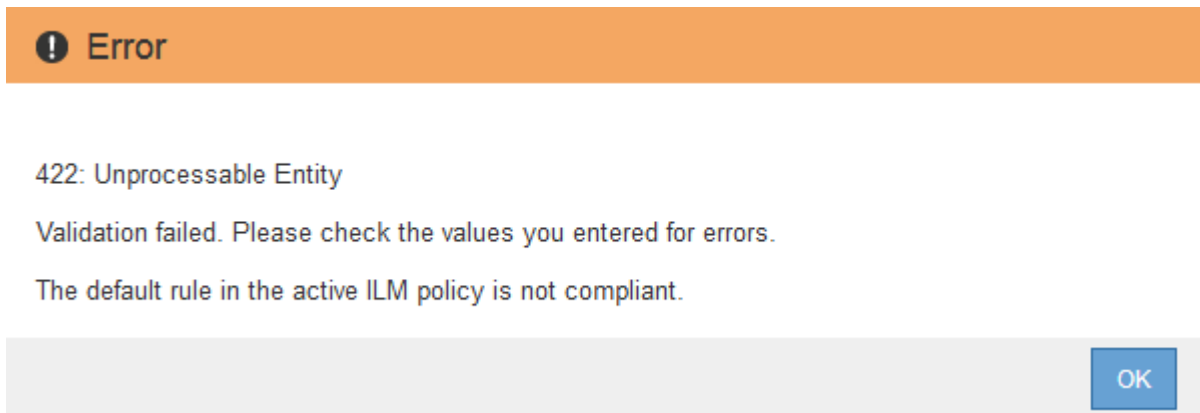 Error
422: Unprocessable Entity
Validation failed. Please check the values you entered for errors.
The default rule in the active ILM policy is not compliant.
OK